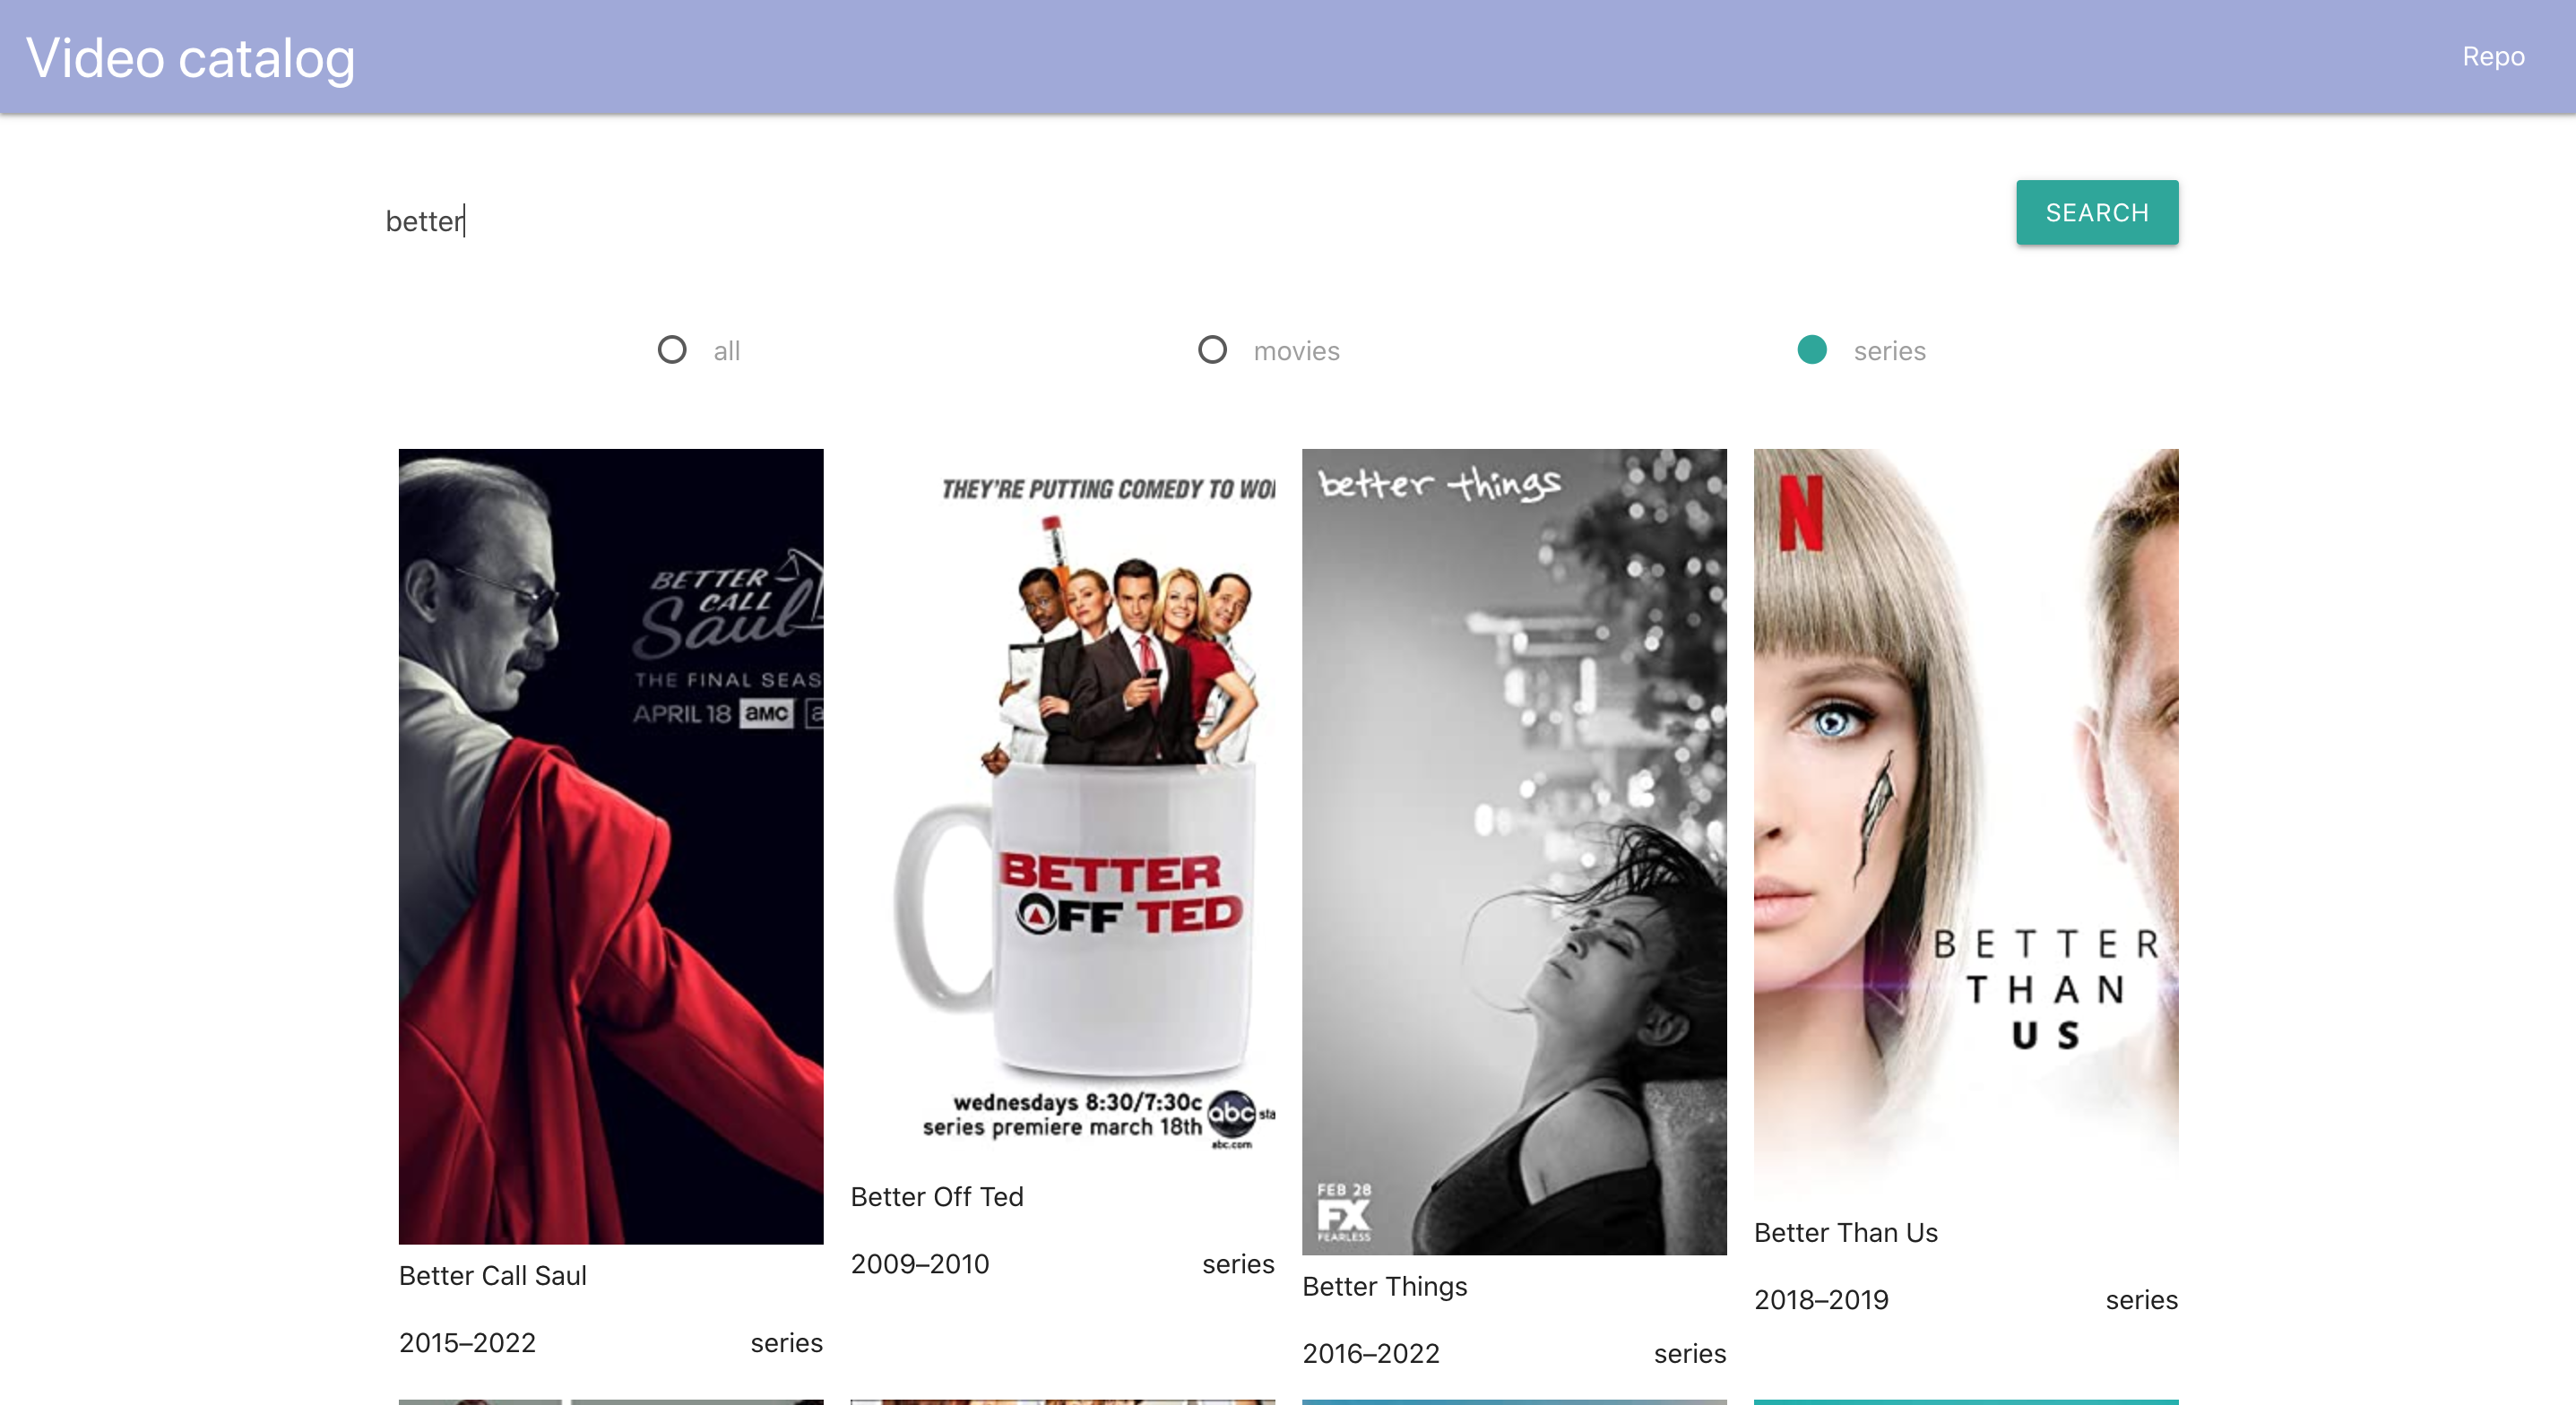 Video catalog
Repo
better
SEARCH
all
movies
series
BETTER
CALL
Saul
THE FINAL SEAS
APRIL 18 aMC a
Better Call Saul
2015–2022
series
THEY'RE PUTTING COMEDY TO WO
BETTER
OFF TED
wednesdays 8:30/7:30c
series premiere march 18th
abc sta
abc.com
Better Off Ted
2009–2010
series
better things
FEB 28
FX
FEARLESS
Better Things
2016–2022
series
N
BETTER
THAN
US
Better Than Us
2018–2019
series